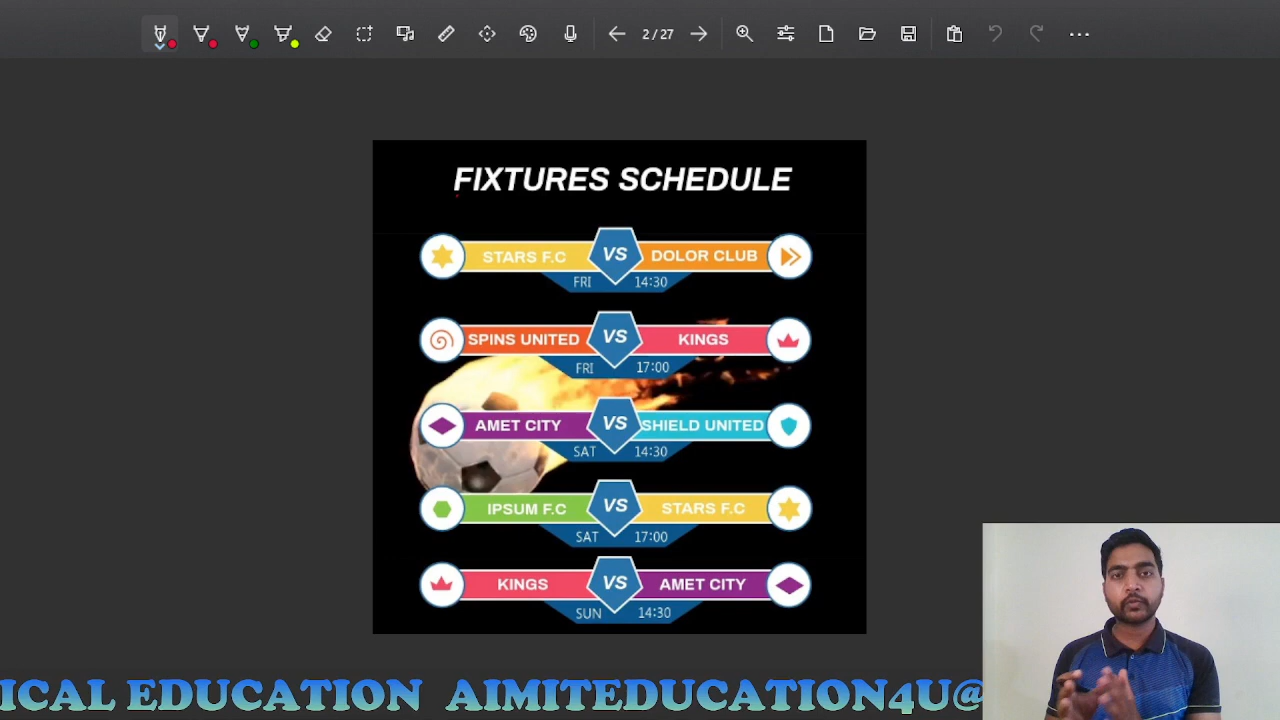 2 / 27
FIXTURES SCHEDULE
STARS F.C VS DOLOR CLUB
FRI 14:30
SPINS UNITED VS KINGS
FRI 17:00
AMET CITY VS SHIELD UNITED
SAT 14:30
IPSUM F.C VS STARS F.C
SAT 17:00
KINGS VS AMET CITY
SUN 14:30
ICAL EDUCATION AIMITEDUCATION4U@